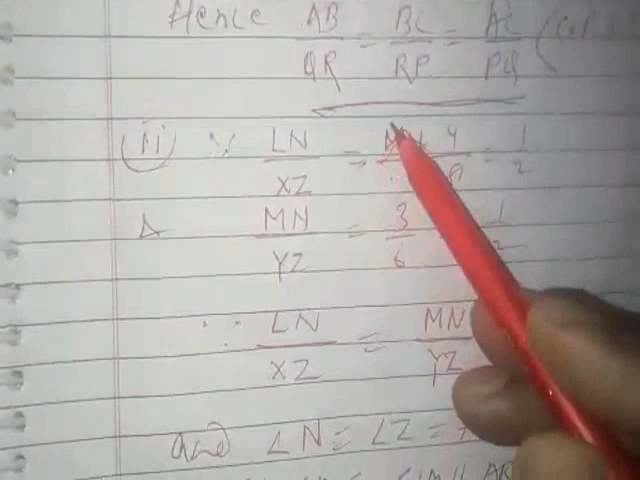 Hence AB/QR = BC/RP = AC/PQ (
(ii) ∵ LN/XZ = 4/8 = 1/2
& MN/YZ = 3/6 = 1/2
∵ LN/XZ = MN/YZ
and ∠N = ∠Z =
SIMILAR